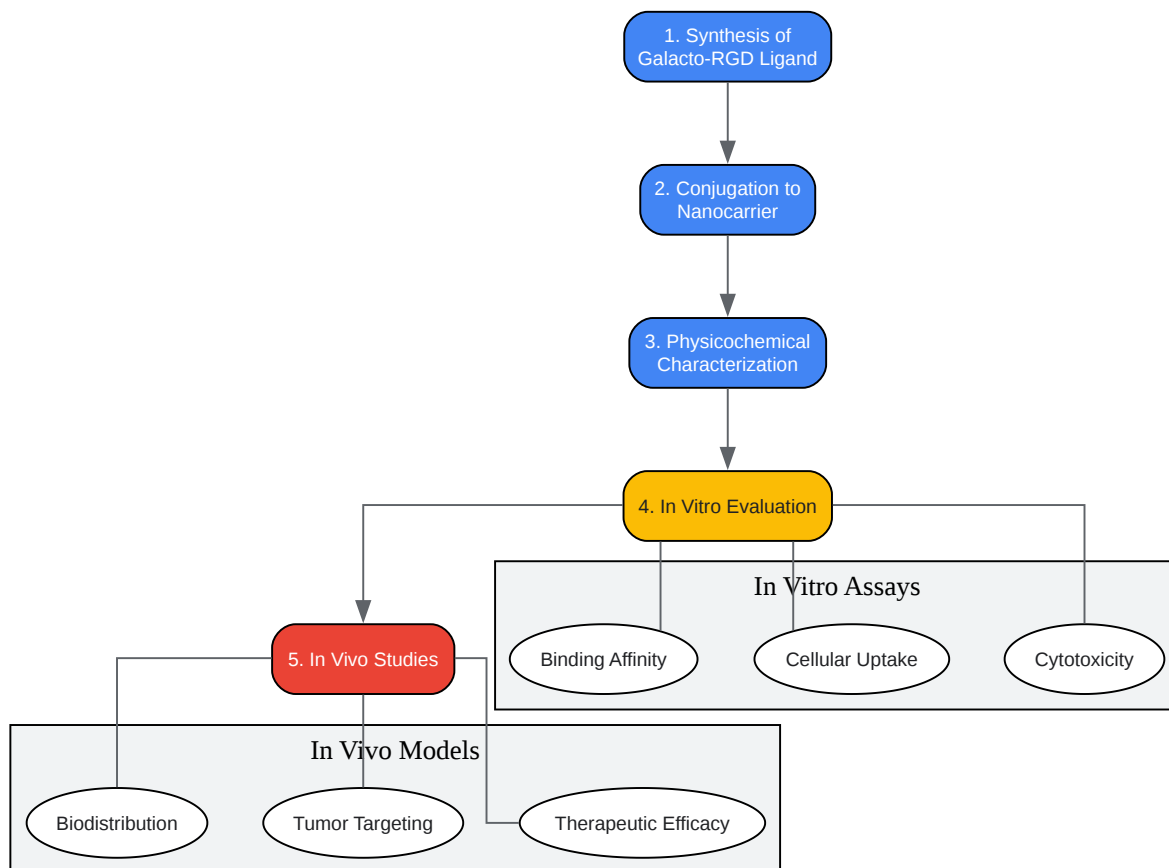 1. Synthesis of
Galacto-RGD Ligand
2. Conjugation to
Nanocarrier
3. Physicochemical
Characterization
4. In Vitro Evaluation
In Vitro Assays
Binding Affinity
Cellular Uptake
Cytotoxicity
5. In Vivo Studies
In Vivo Models
Biodistribution
Tumor Targeting
Therapeutic Efficacy